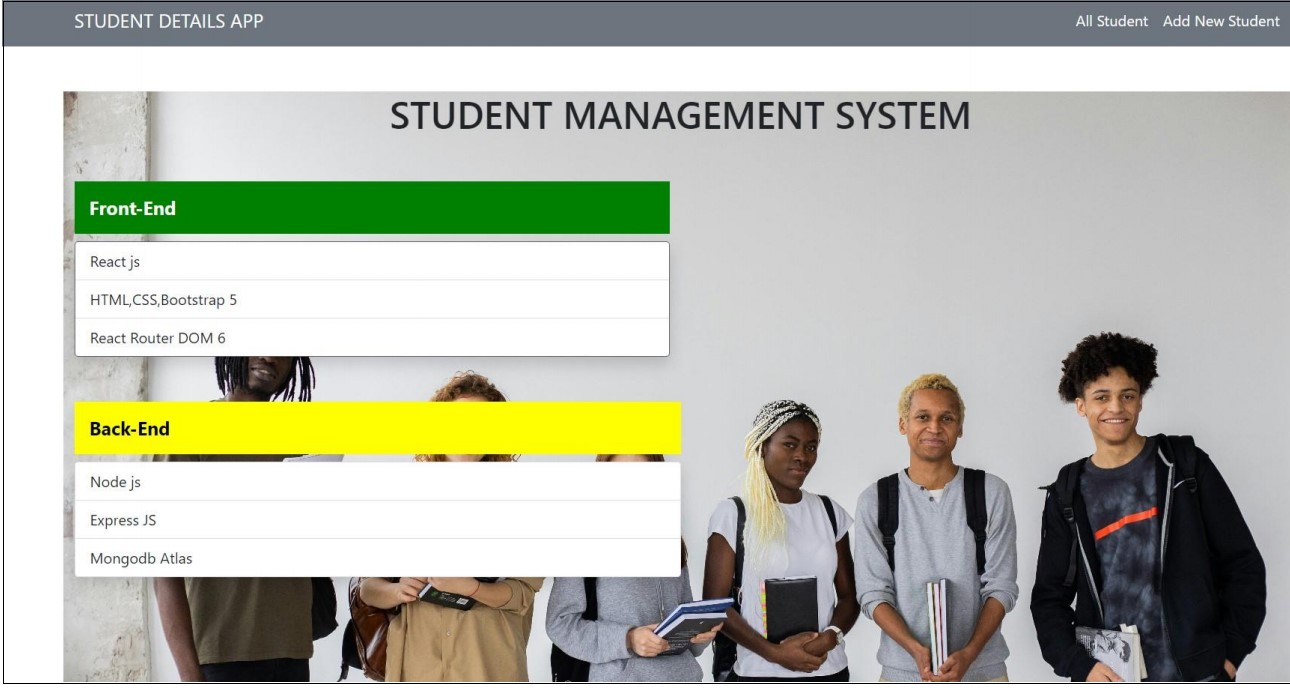 STUDENT DETAILS APP
All Student Add New Student
STUDENT MANAGEMENT SYSTEM
Front-End
React js
HTML,CSS,Bootstrap 5
React Router DOM 6
Back-End
Node js
Express JS
Mongodb Atlas